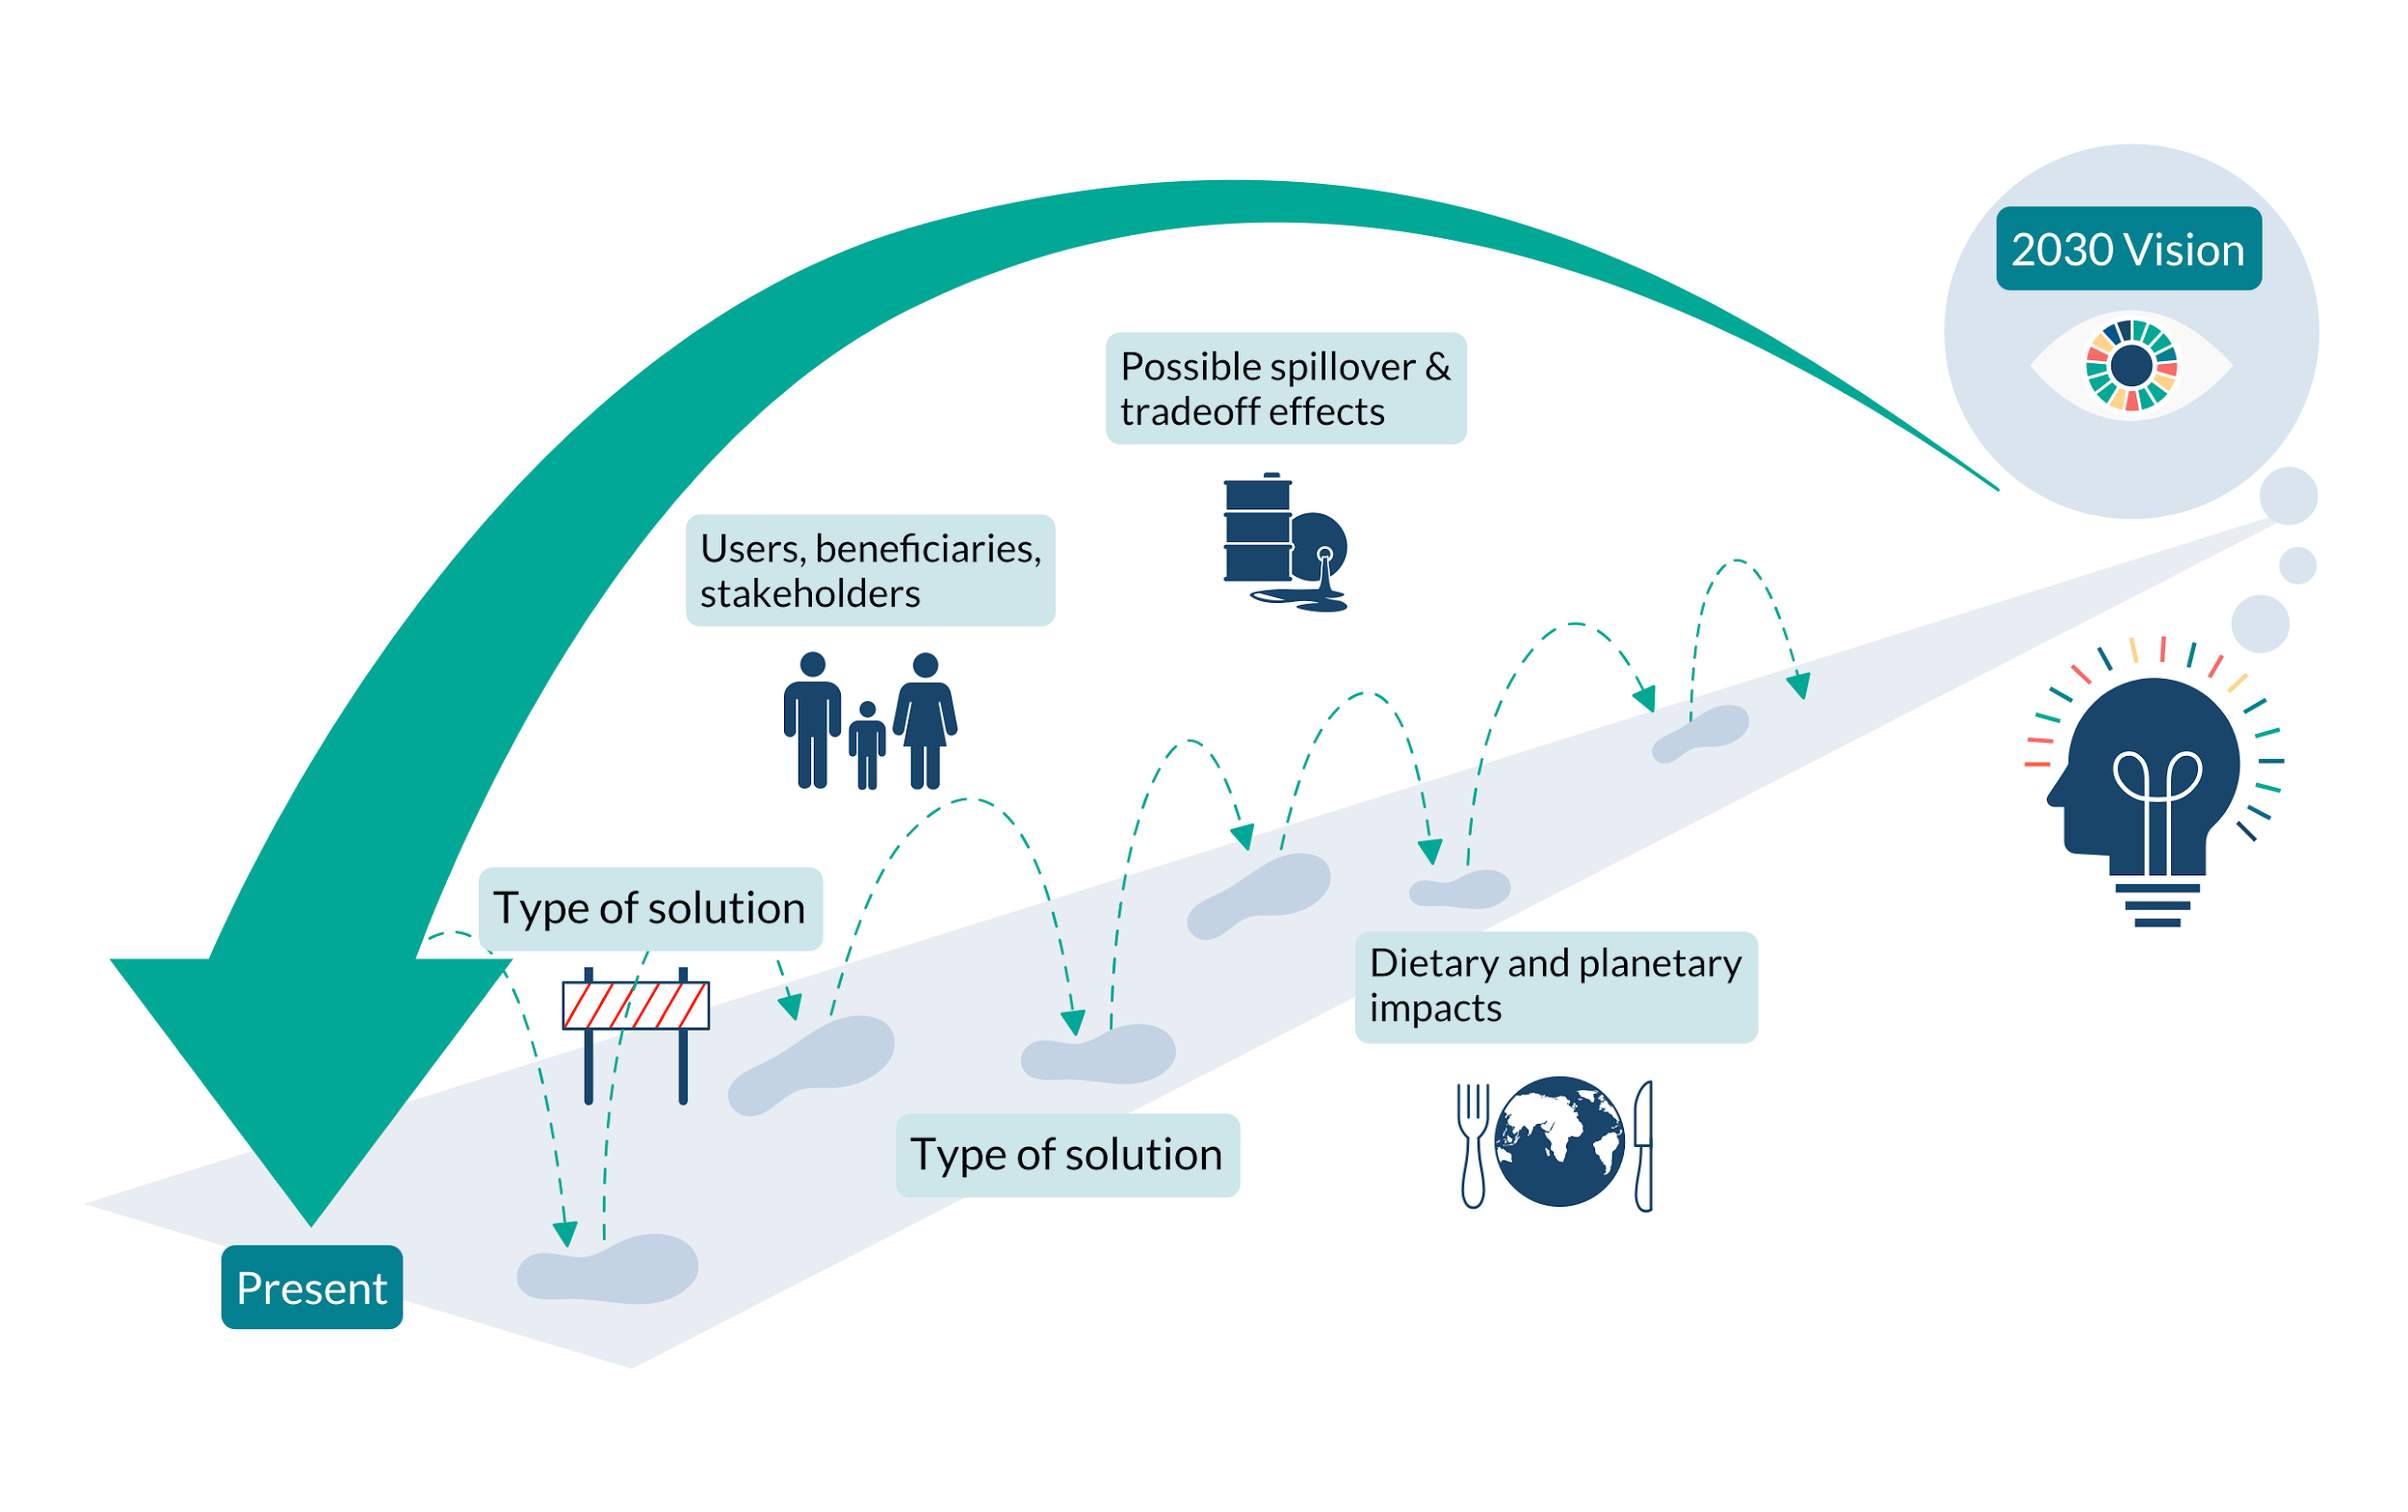 2030 Vision
Possible spillover &
tradeoff effects
Users, beneficiaries,
stakeholders
Type of solution
Dietary and planetary
impacts
Type of solution
Present